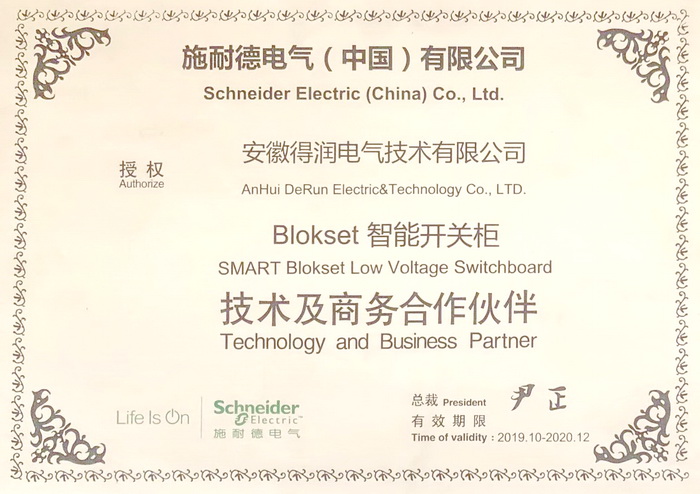 施耐德电气（中国）有限公司
Schneider Electric (China) Co., Ltd.
授权
Authorize
安徽得润电气技术有限公司
AnHui DeRun Electric&Technology Co., LTD.
Blokset 智能开关柜
SMART Blokset Low Voltage Switchboard
技术及商务合作伙伴
Technology and Business Partner
Life Is On
Schneider
Electric™
施耐德电气
总裁 President 尹正
有效期限
Time of validity：2019.10-2020.12